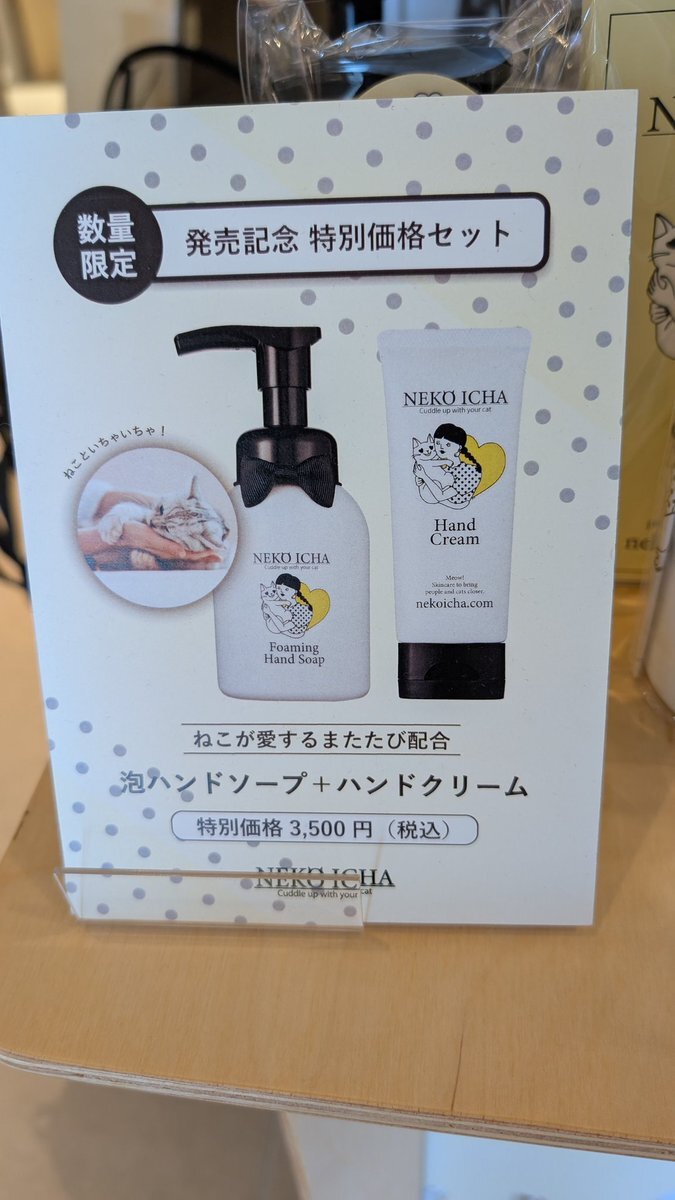 数量
限定
発売記念 特別価格セット
ねこといちゃいちゃ!
NEKO ICHA
Cuddle up with your cat
Foaming
Hand Soap
NEKO ICHA
Cuddle up with your cat
Hand
Cream
Meow!
Skincare to bring
people and cats closer.
nekoicha.com
ねこが愛するまたたび配合
泡ハンドソープ+ハンドクリーム
特別価格 3,500 円(税込)
NEKO ICHA
Cuddle up with your cat